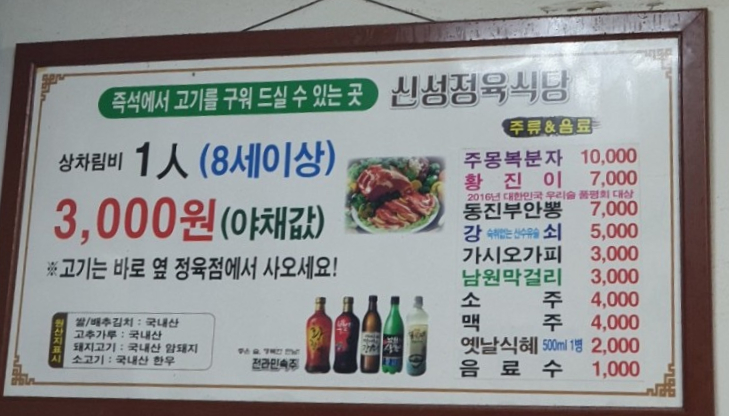 즉석에서 고기를 구워 드실 수 있는 곳 신성정육식당
상차림비 1人 (8세이상)
3,000원 (야채값)
※고기는 바로 옆 정육점에서 사오세요!
원산지표시
쌀/배추김치 : 국내산
고추가루 : 국내산
돼지고기 : 국내산 암돼지
소고기 : 국내산 한우
전라민속주
주류&음료
주몽복분자 10,000
황진이 7,000
2016년 대한민국 우리술 품평회 대상
동진부안뽕 7,000
강 숙취없는 산수유술 쇠 5,000
가시오가피 3,000
남원막걸리 3,000
소 주 4,000
맥 주 4,000
옛날식혜 500ml 1병 2,000
음료수 1,000